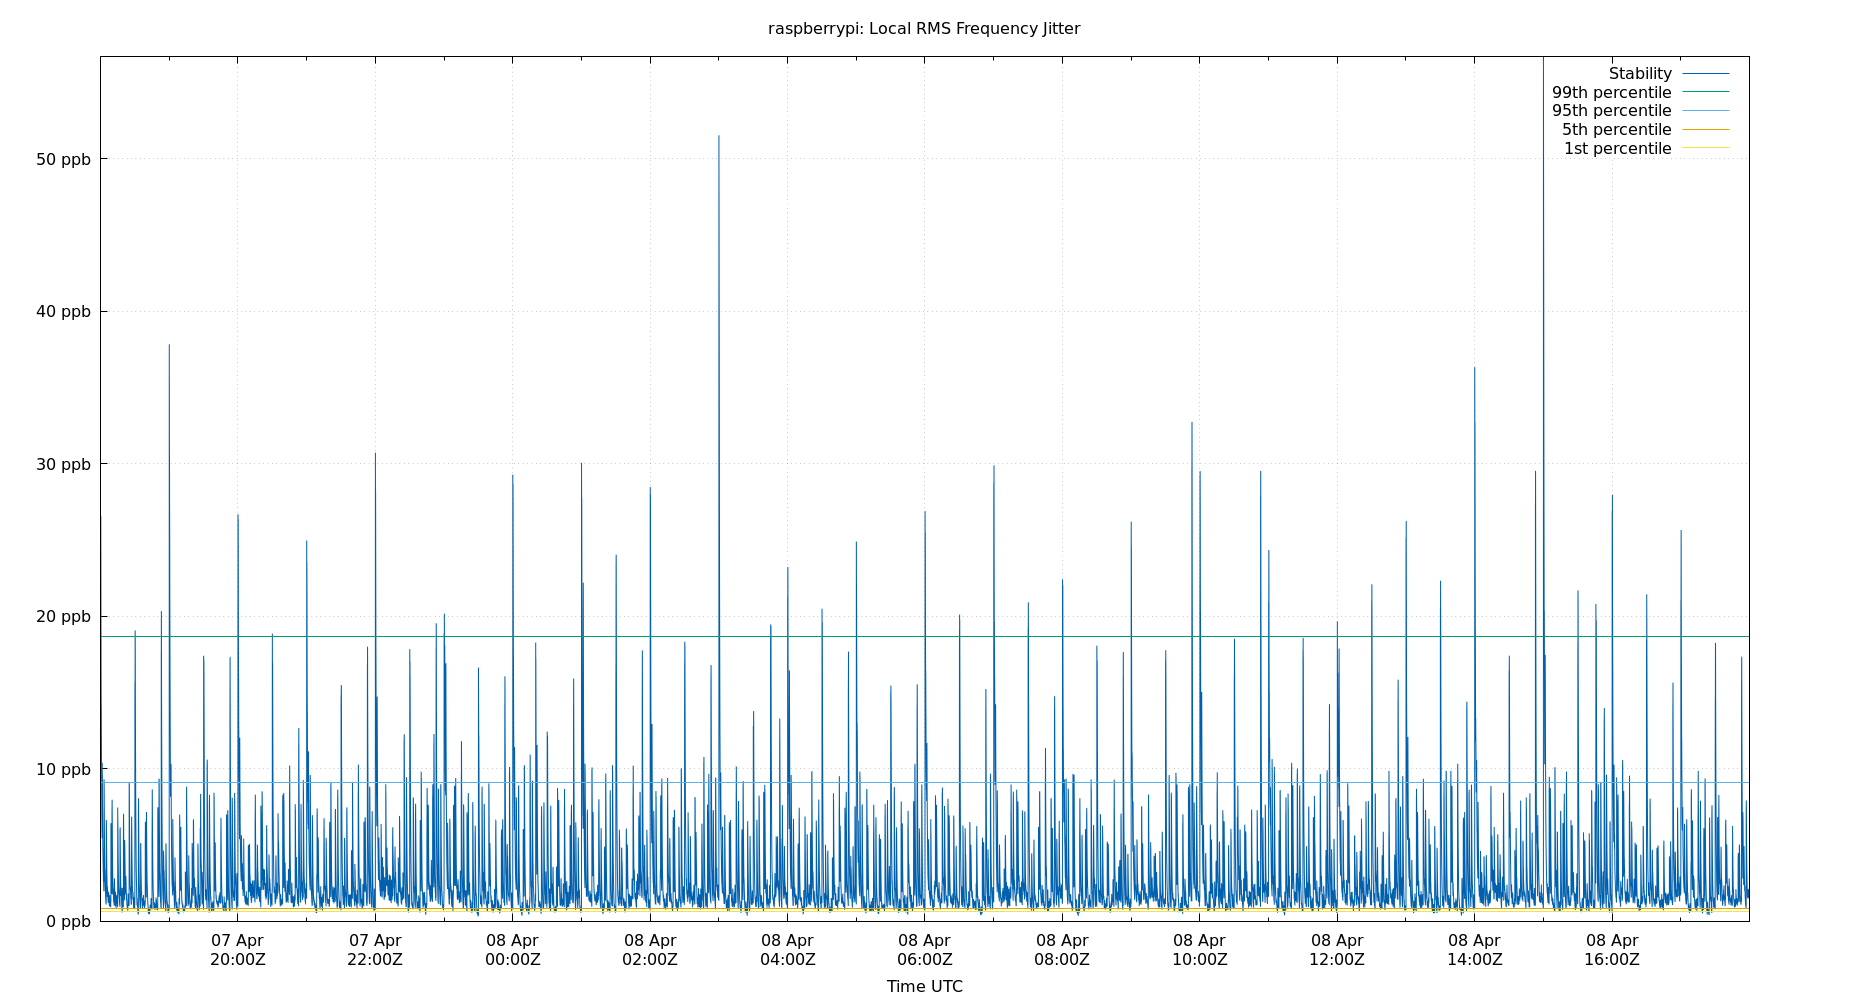 raspberrypi: Local RMS Frequency Jitter
Stability
99th percentile
95th percentile
5th percentile
1st percentile
50 ppb
40 ppb
30 ppb
20 ppb
10 ppb
0 ppb
07 Apr 07 Apr 08 Apr 08 Apr 08 Apr 08 Apr 08 Apr 08 Apr 08 Apr 08 Apr 08 Apr
20:00Z 22:00Z 00:00Z 02:00Z 04:00Z 06:00Z 08:00Z 10:00Z 12:00Z 14:00Z 16:00Z
Time UTC